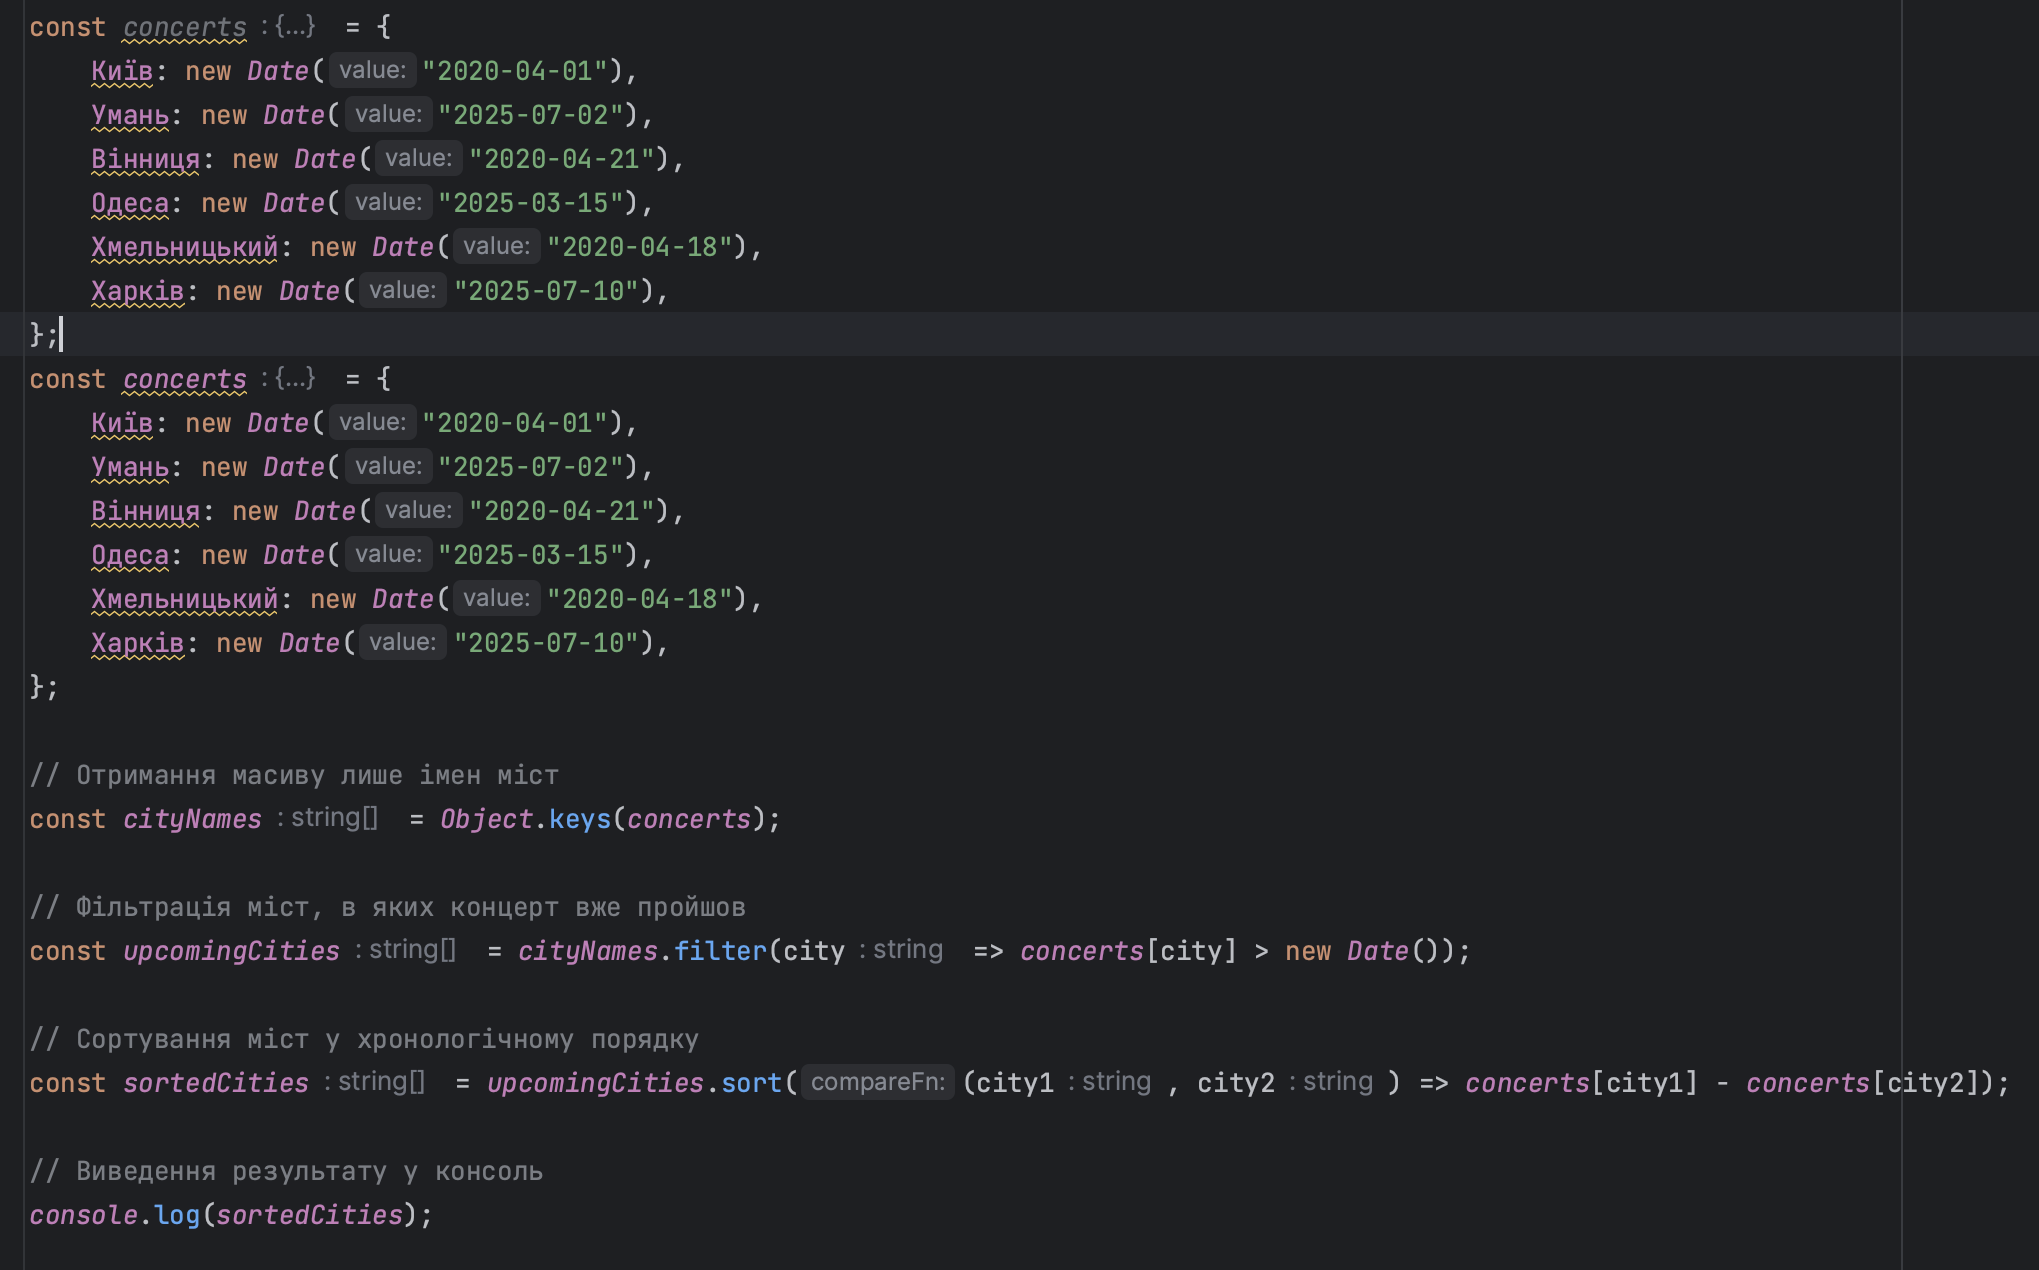 const concerts : {...} = {
Київ: new Date( value: "2020-04-01"),
Умань: new Date( value: "2025-07-02"),
Вінниця: new Date( value: "2020-04-21"),
Одеса: new Date( value: "2025-03-15"),
Хмельницький: new Date( value: "2020-04-18"),
Харків: new Date( value: "2025-07-10"),
};
const concerts : {...} = {
Київ: new Date( value: "2020-04-01"),
Умань: new Date( value: "2025-07-02"),
Вінниця: new Date( value: "2020-04-21"),
Одеса: new Date( value: "2025-03-15"),
Хмельницький: new Date( value: "2020-04-18"),
Харків: new Date( value: "2025-07-10"),
};
// Отримання масиву лише імен міст
const cityNames : string[] = Object.keys(concerts);
// Фільтрація міст, в яких концерт вже пройшов
const upcomingCities : string[] = cityNames.filter(city : string => concerts[city] > new Date());
// Сортування міст у хронологічному порядку
const sortedCities : string[] = upcomingCities.sort( compareFn: (city1 : string , city2 : string ) => concerts[city1] - concerts[city2]);
// Виведення результату у консоль
console.log(sortedCities);